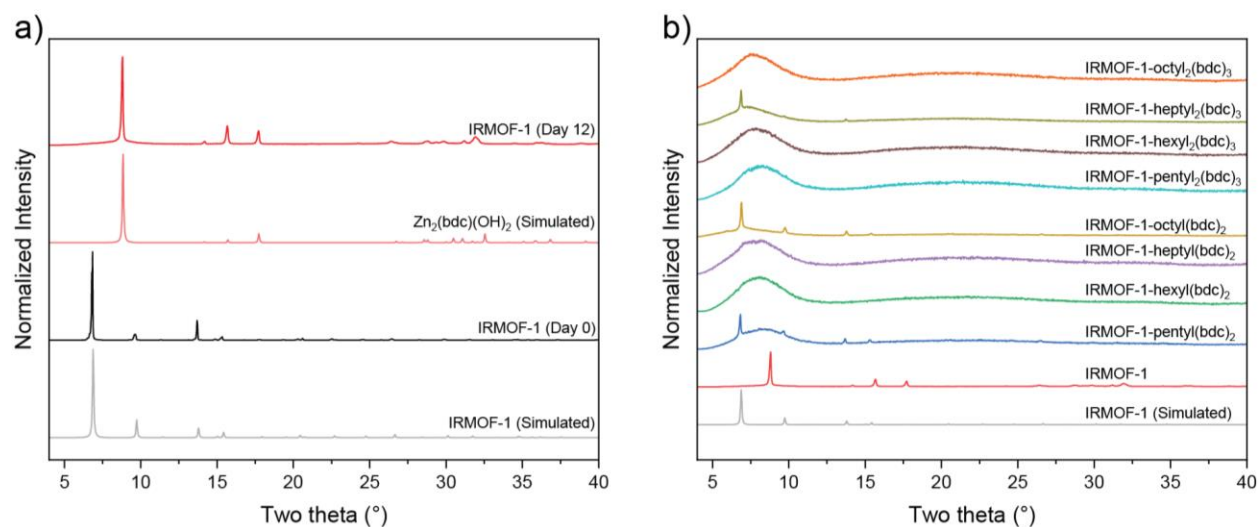 a)
Normalized Intensity
IRMOF-1 (Day 12)
Zn₂(bdc)(OH)₂ (Simulated)
IRMOF-1 (Day 0)
IRMOF-1 (Simulated)
5 10 15 20 25 30 35 40
Two theta (°)
b)
Normalized Intensity
IRMOF-1-octyl₂(bdc)₃
IRMOF-1-heptyl₂(bdc)₃
IRMOF-1-hexyl₂(bdc)₃
IRMOF-1-pentyl₂(bdc)₃
IRMOF-1-octyl(bdc)₂
IRMOF-1-heptyl(bdc)₂
IRMOF-1-hexyl(bdc)₂
IRMOF-1-pentyl(bdc)₂
IRMOF-1
IRMOF-1 (Simulated)
5 10 15 20 25 30 35 40
Two theta (°)